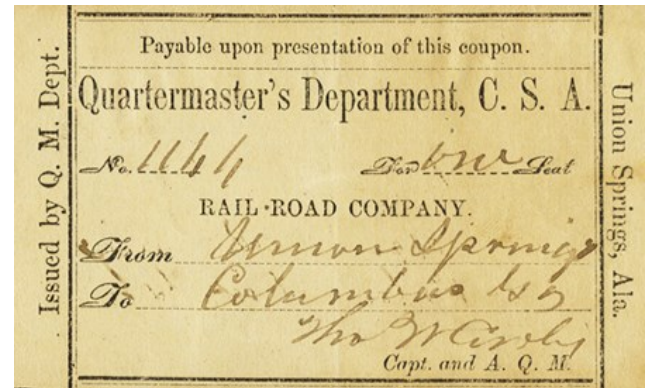 Payable upon presentation of this coupon.
Quartermaster's Department, C. S. A.
No. 1144 For one Seat
RAIL-ROAD COMPANY.
From Union Springs
To Columbus Ga
Tho W
Capt. and A. Q. M.
Issued by Q. M. Dept.
Union Springs, Ala.